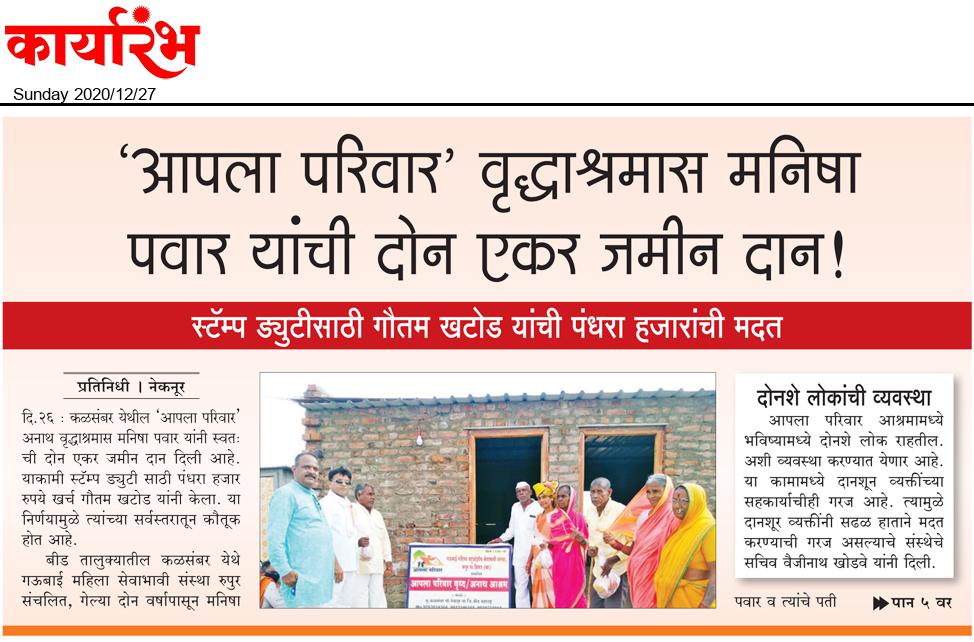 कार्यारंभ
Sunday 2020/12/27
‘आपला परिवार’ वृद्धाश्रमास मनिषा
पवार यांची दोन एकर जमीन दान!
स्टॅम्प ड्युटीसाठी गौतम खटोड यांची पंधरा हजारांची मदत
प्रतिनिधी । नेकनूर
दि.२६ : कळसंबर येथील ‘आपला परिवार’
अनाथ वृद्धाश्रमास मनिषा पवार यांनी स्वतः
ची दोन एकर जमीन दान दिली आहे.
याकामी स्टॅम्प ड्युटी साठी पंधरा हजार
रुपये खर्च गौतम खटोड यांनी केला. या
निर्णयामुळे त्यांच्या सर्वस्तरातून कौतूक
होत आहे.
बीड तालुक्यातील कळसंबर येथे
गऊबाई महिला सेवाभावी संस्था रुपुर
संचलित, गेल्या दोन वर्षापासून मनिषा
आपला परिवार
आपला परिवार वृध्द/अनाथ आश्रम
दोनशे लोकांची व्यवस्था
आपला परिवार आश्रमामध्ये
भविष्यामध्ये दोनशे लोक राहतील.
अशी व्यवस्था करण्यात येणार आहे.
या कामामध्ये दानशून व्यक्तींच्या
सहकार्याचीही गरज आहे. त्यामुळे
दानशूर व्यक्तींनी सढळ हाताने मदत
करण्याची गरज असल्याचे संस्थेचे
सचिव वैजीनाथ खोडवे यांनी दिली.
पवार व त्यांचे पती
पान ५ वर